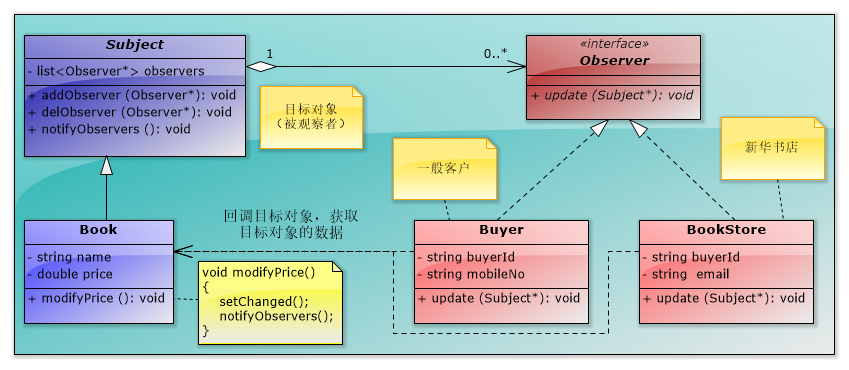 Subject
- list<Observer*> observers
+ addObserver (Observer*): void
+ delObserver (Observer*): void
+ notifyObservers (): void
1
0..*
«interface»
Observer
+ update (Subject*): void
目标对象
（被观察者）
一般客户
新华书店
回调目标对象，获取
目标对象的数据
Book
- string name
- double price
+ modifyPrice (): void
void modifyPrice()
{
setChanged();
notifyObservers();
}
Buyer
- string buyerId
- string mobileNo
+ update (Subject*): void
BookStore
- string buyerId
- string email
+ update (Subject*): void